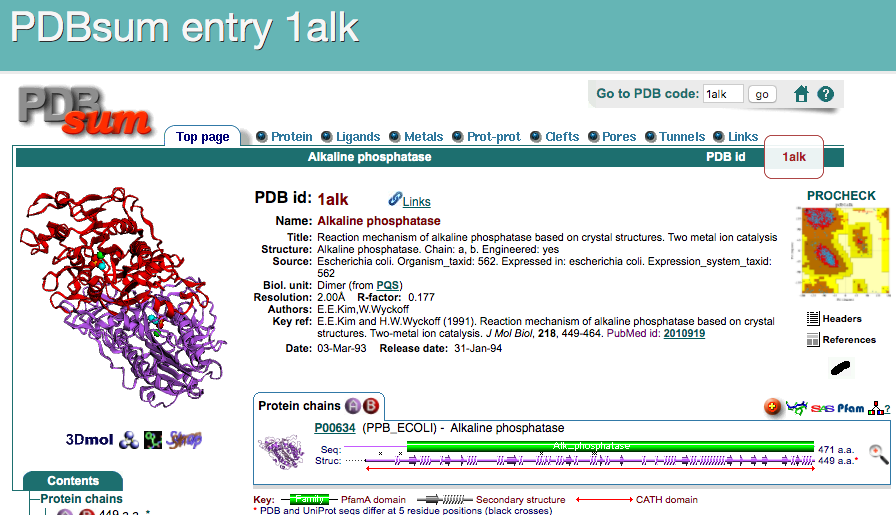 PDBsum entry 1alk
PDBsum
Go to PDB code: 1alk go
Top page Protein Ligands Metals Prot-prot Clefts Pores Tunnels Links
Alkaline phosphatase PDB id 1alk
PDB id: 1alk Links
PROCHECK
Name: Alkaline phosphatase
Title: Reaction mechanism of alkaline phosphatase based on crystal structures. Two metal ion catalysis
Structure: Alkaline phosphatase. Chain: a, b. Engineered: yes
Source: Escherichia coli. Organism_taxid: 562. Expressed in: escherichia coli. Expression_system_taxid:
562
Biol. unit: Dimer (from PQS)
Resolution: 2.00Å R-factor: 0.177
Authors: E.E.Kim,W.Wyckoff
Key ref: E.E.Kim and H.W.Wyckoff (1991). Reaction mechanism of alkaline phosphatase based on crystal
structures. Two-metal ion catalysis. J Mol Biol, 218, 449-464. PubMed id: 2010919
Date: 03-Mar-93 Release date: 31-Jan-94
Headers
References
Protein chains A B
SAS Pfam ?
P00634 (PPB_ECOLI) - Alkaline phosphatase
Alk_phosphatase
Seq: 471 a.a.
Struc: 449 a.a.*
3Dmol
Contents
Protein chains
A B 449 a.a. *
Key: Family PfamA domain Secondary structure CATH domain
* PDB and UniProt seqs differ at 5 residue positions (black crosses)